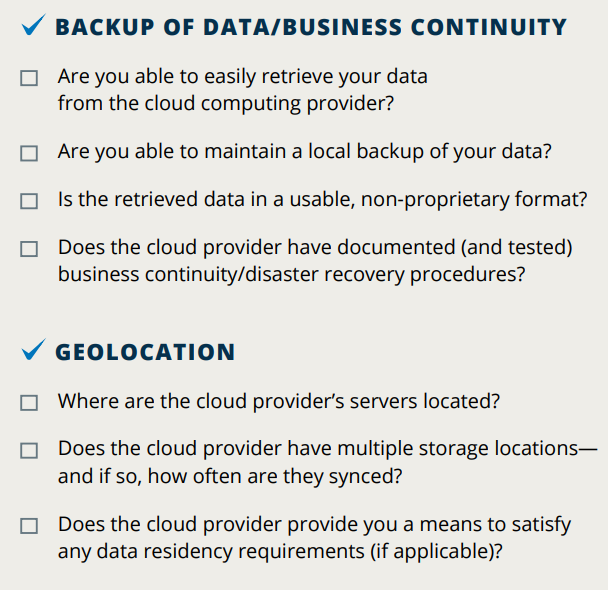 BACKUP OF DATA/BUSINESS CONTINUITY
Are you able to easily retrieve your data
from the cloud computing provider?
Are you able to maintain a local backup of your data?
Is the retrieved data in a usable, non-proprietary format?
Does the cloud provider have documented (and tested)
business continuity/disaster recovery procedures?
GEOLOCATION
Where are the cloud provider’s servers located?
Does the cloud provider have multiple storage locations—
and if so, how often are they synced?
Does the cloud provider provide you a means to satisfy
any data residency requirements (if applicable)?